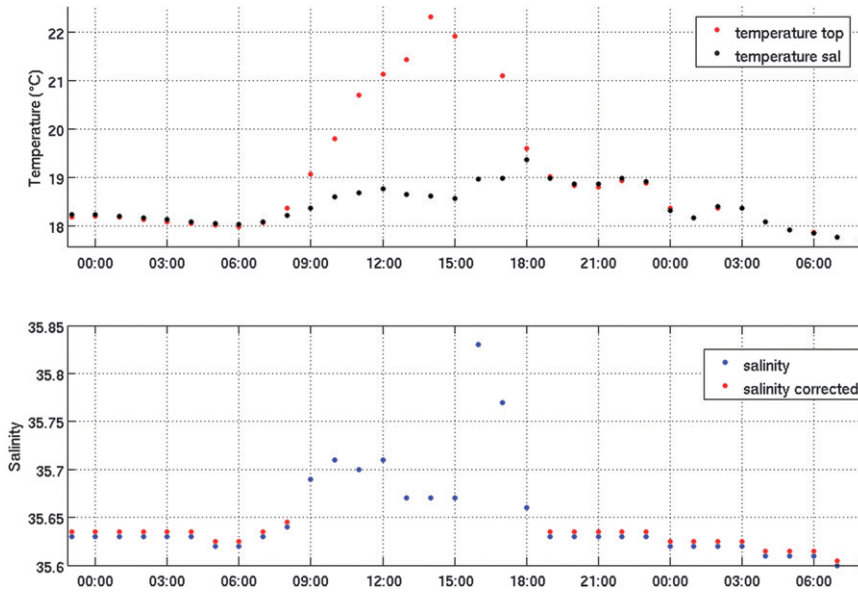 22
21
20
19
18
Temperature (°C)
temperature top
temperature sal
00:00 03:00 06:00 09:00 12:00 15:00 18:00 21:00 00:00 03:00 06:00
35.85
35.8
35.75
35.7
35.65
35.6
Salinity
salinity
salinity corrected
00:00 03:00 06:00 09:00 12:00 15:00 18:00 21:00 00:00 03:00 06:00